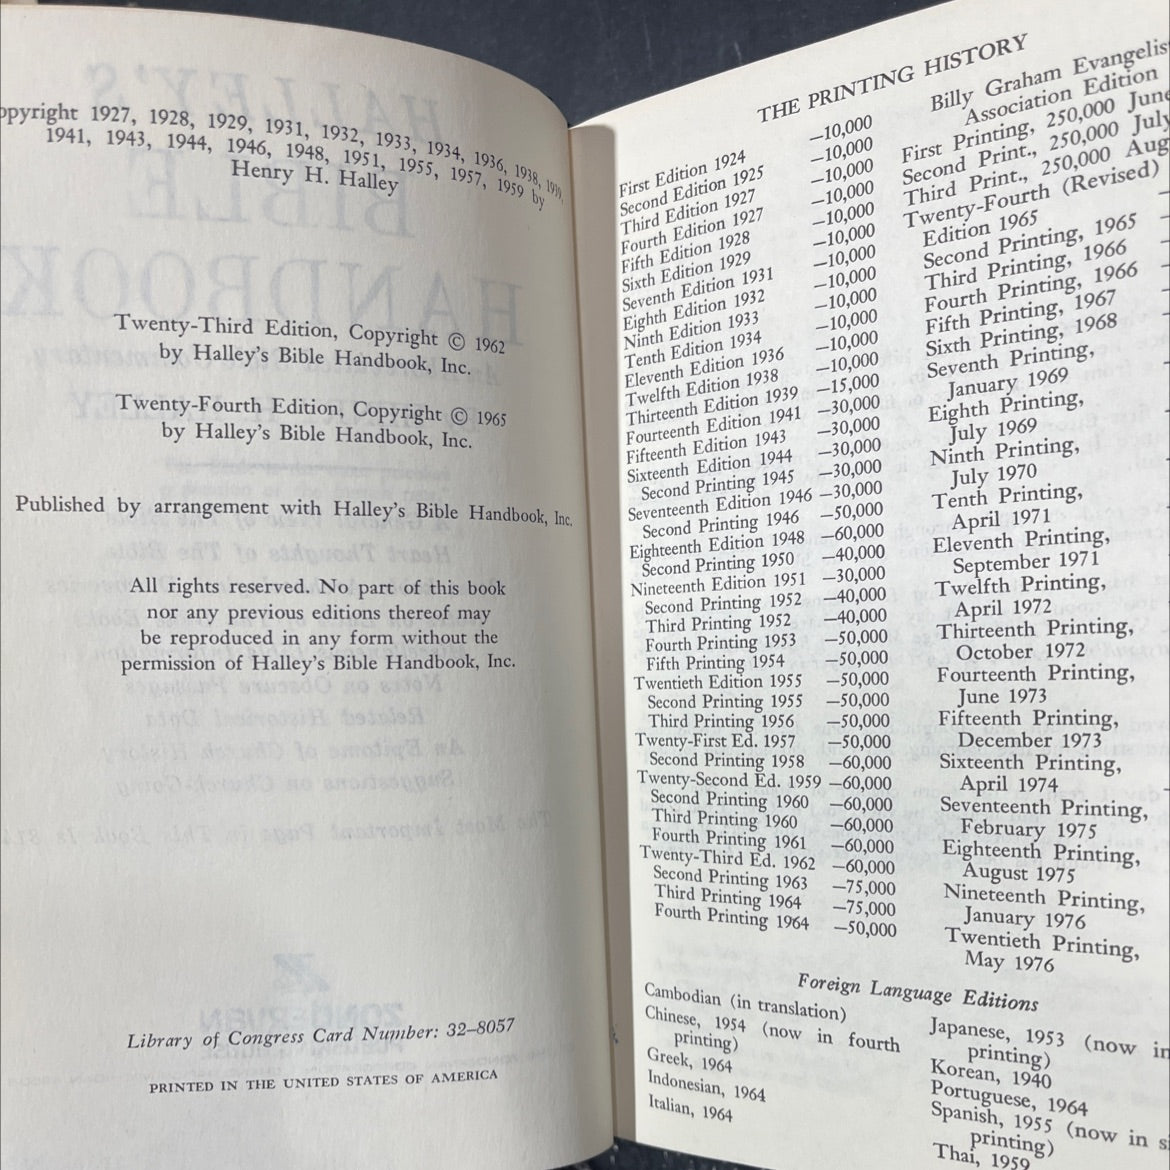 opyright 1927, 1928, 1929, 1931, 1932, 1933, 1934, 1936, 1938, 1939,
1941, 1943, 1944, 1946, 1948, 1951, 1955, 1957, 1959 by
Henry H. Halley
Twenty-Third Edition, Copyright © 1962
by Halley's Bible Handbook, Inc.
Twenty-Fourth Edition, Copyright © 1965
by Halley's Bible Handbook, Inc.
Published by arrangement with Halley's Bible Handbook, Inc.
All rights reserved. No part of this book
nor any previous editions thereof may
be reproduced in any form without the
permission of Halley's Bible Handbook, Inc.
Library of Congress Card Number: 32–8057
PRINTED IN THE UNITED STATES OF AMERICA
THE PRINTING HISTORY
First Edition 1924 —10,000
Second Edition 1925 —10,000
Third Edition 1927 —10,000
Fourth Edition 1927 —10,000
Fifth Edition 1928 —10,000
Sixth Edition 1929 —10,000
Seventh Edition 1931 —10,000
Eighth Edition 1932 —10,000
Ninth Edition 1933 —10,000
Tenth Edition 1934 —10,000
Eleventh Edition 1936 —10,000
Twelfth Edition 1938 —10,000
Thirteenth Edition 1939 —15,000
Fourteenth Edition 1941 —30,000
Fifteenth Edition 1943 —30,000
Sixteenth Edition 1944 —30,000
Second Printing 1945 —30,000
Seventeenth Edition 1946 —30,000
Second Printing 1946 —50,000
Eighteenth Edition 1948 —60,000
Second Printing 1950 —40,000
Nineteenth Edition 1951 —30,000
Second Printing 1952 —40,000
Third Printing 1952 —40,000
Fourth Printing 1953 —50,000
Fifth Printing 1954 —50,000
Twentieth Edition 1955 —50,000
Second Printing 1955 —50,000
Third Printing 1956 —50,000
Twenty-First Ed. 1957 —50,000
Second Printing 1958 —60,000
Twenty-Second Ed. 1959 —60,000
Second Printing 1960 —60,000
Third Printing 1960 —60,000
Fourth Printing 1961 —60,000
Twenty-Third Ed. 1962 —60,000
Second Printing 1963 —75,000
Third Printing 1964 —75,000
Fourth Printing 1964 —50,000
Billy Graham Evangelis
Association Edition
First Printing, 250,000 June
Second Print., 250,000 July
Third Print., 250,000 Aug
Twenty-Fourth (Revised)
Edition 1965
Second Printing, 1965
Third Printing, 1966
Fourth Printing, 1966
Fifth Printing, 1967
Sixth Printing, 1968
Seventh Printing,
January 1969
Eighth Printing,
July 1969
Ninth Printing,
July 1970
Tenth Printing,
April 1971
Eleventh Printing,
September 1971
Twelfth Printing,
April 1972
Thirteenth Printing,
October 1972
Fourteenth Printing,
June 1973
Fifteenth Printing,
December 1973
Sixteenth Printing,
April 1974
Seventeenth Printing,
February 1975
Eighteenth Printing,
August 1975
Nineteenth Printing,
January 1976
Twentieth Printing,
May 1976
Foreign Language Editions
Cambodian (in translation)
Chinese, 1954 (now in fourth
printing)
Greek, 1964
Indonesian, 1964
Italian, 1964
Japanese, 1953 (now in
printing)
Korean, 1940
Portuguese, 1964
Spanish, 1955 (now in si
printing)
Thai, 1959